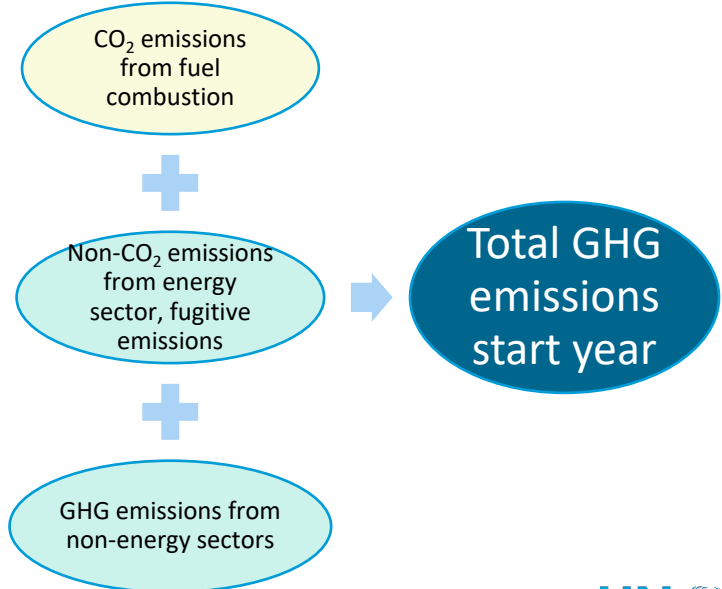 CO₂ emissions
from fuel
combustion
Non-CO₂ emissions
from energy
sector, fugitive
emissions
Total GHG
emissions
start year
GHG emissions from
non-energy sectors